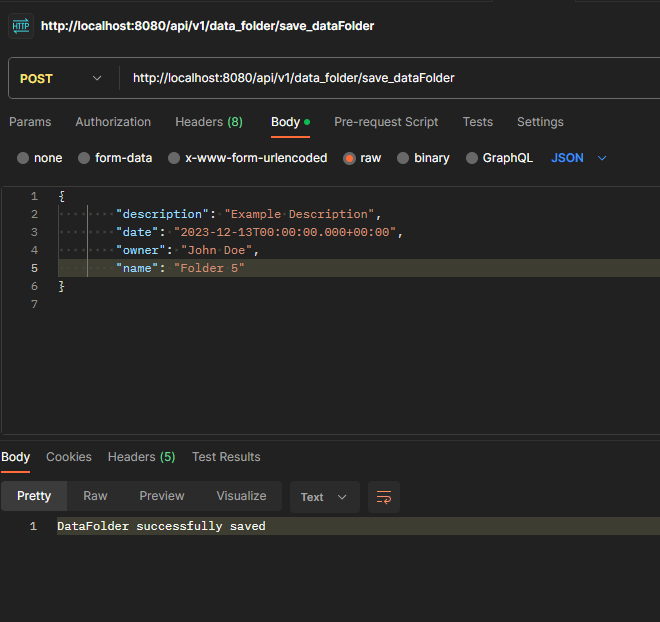 HTTP http://localhost:8080/api/v1/data_folder/save_dataFolder
POST http://localhost:8080/api/v1/data_folder/save_dataFolder
Params Authorization Headers (8) Body Pre-request Script Tests Settings
none form-data x-www-form-urlencoded raw binary GraphQL JSON
1 {
2 "description": "Example Description",
3 "date": "2023-12-13T00:00:00.000+00:00",
4 "owner": "John Doe",
5 "name": "Folder 5"
6 }
7
Body Cookies Headers (5) Test Results
Pretty Raw Preview Visualize Text
1 DataFolder successfully saved